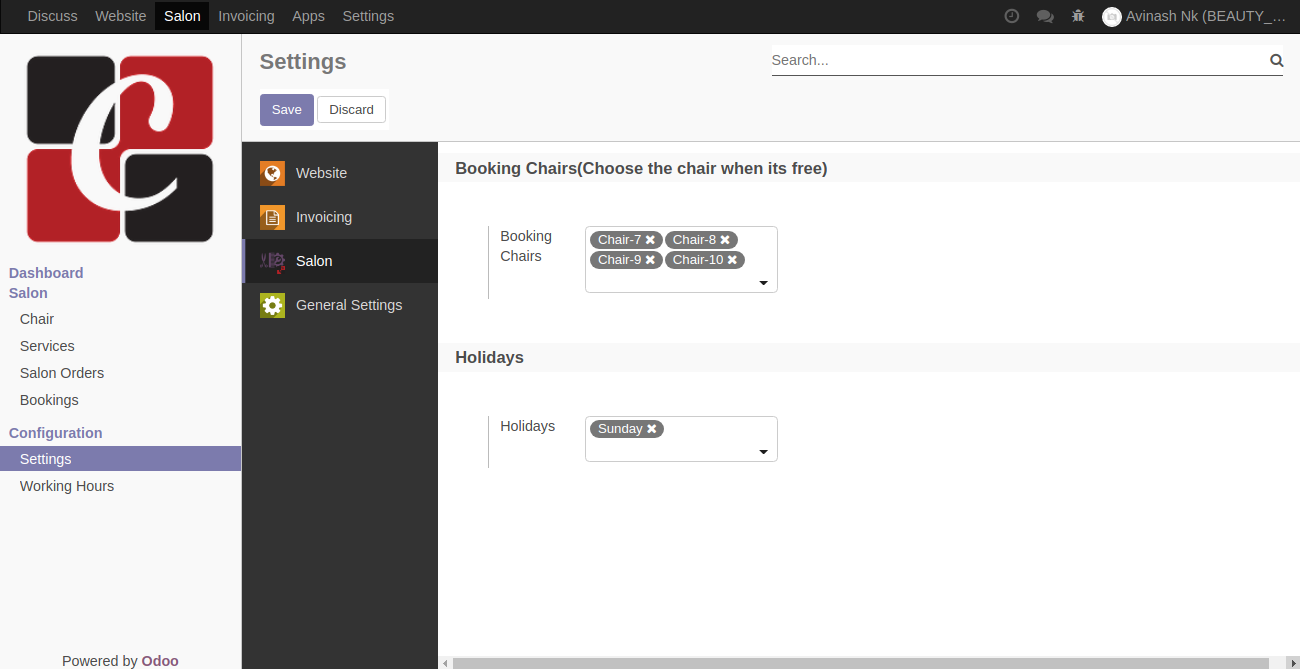 Discuss Website Salon Invoicing Apps Settings Avinash Nk (BEAUTY_...
C
Settings
Search...
Save Discard
Dashboard
Salon
Chair
Services
Salon Orders
Bookings
Configuration
Settings
Working Hours
Powered by Odoo
Website
Invoicing
Salon
General Settings
Booking Chairs(Choose the chair when its free)
Booking
Chairs
Chair-7 Chair-8
Chair-9 Chair-10
Holidays
Holidays
Sunday